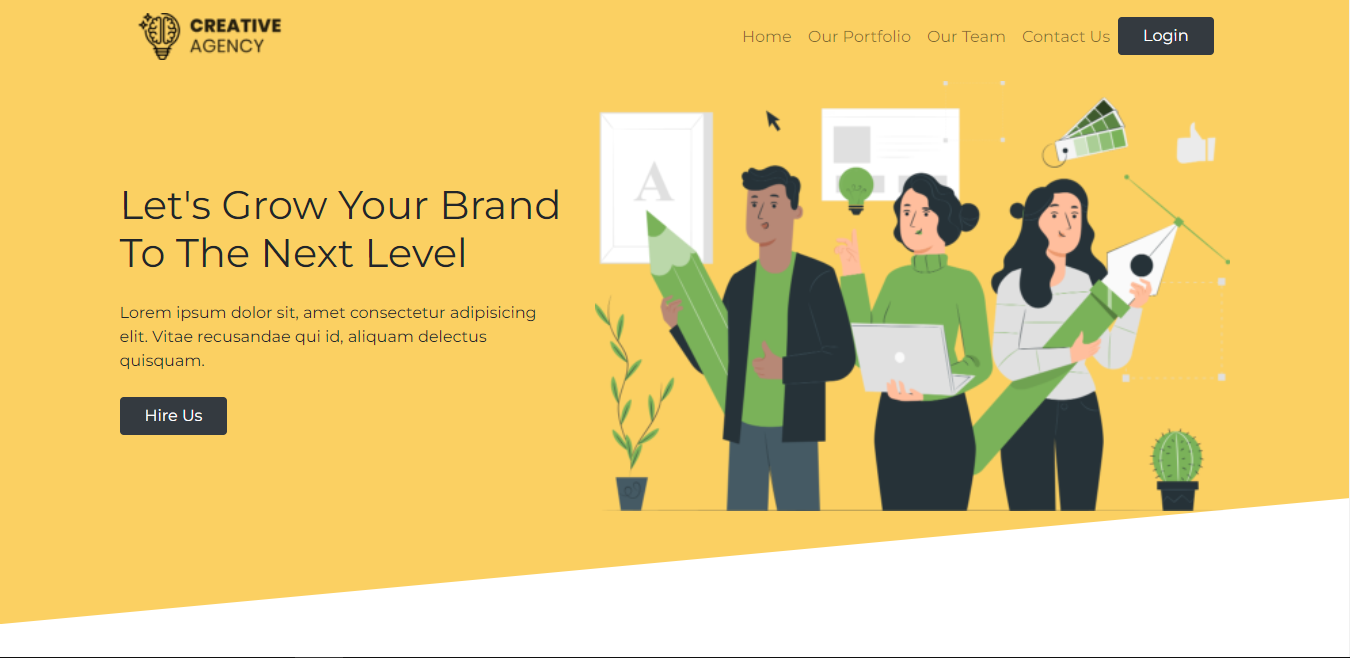 CREATIVE
AGENCY
Home Our Portfolio Our Team Contact Us Login
A
Let's Grow Your Brand
To The Next Level
Lorem ipsum dolor sit, amet consectetur adipisicing
elit. Vitae recusandae qui id, aliquam delectus
quisquam.
Hire Us